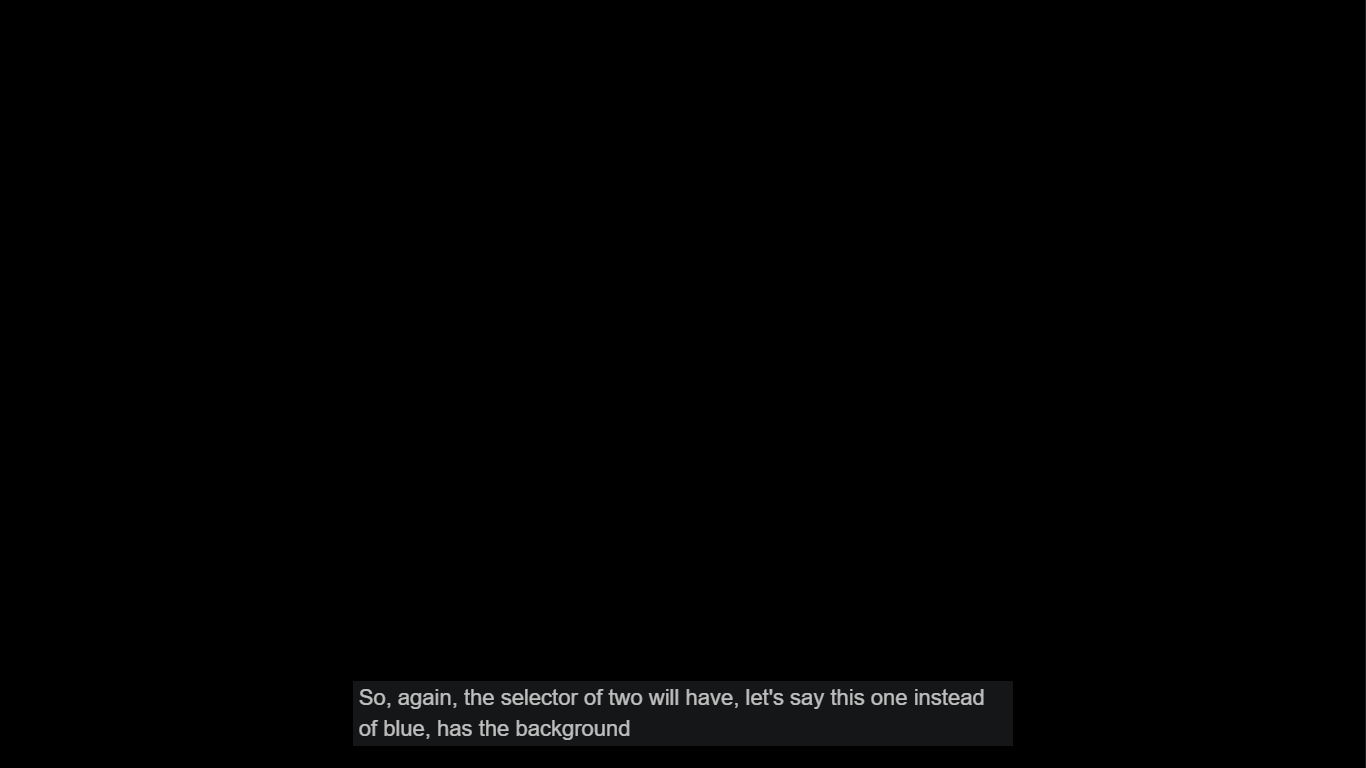 So, again, the selector of two will have, let's say this one instead
of blue, has the background